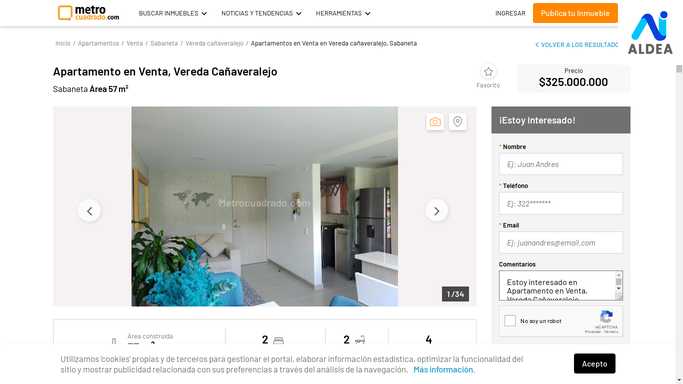 metro
cuadrado.com
BUSCAR INMUEBLES
NOTICIAS Y TENDENCIAS
HERRAMIENTAS
INGRESAR
Publica tu Inmueble
Inicio / Apartamentos / Venta / Sabaneta / Vereda cañaveralejo / Apartamentos en Venta en Vereda cañaveralejo, Sabaneta
VOLVER A LOS RESULTADO
ALDEA
Apartamento en Venta, Vereda Cañaveralejo
Sabaneta Área 57 m²
Favorito
Precio
$325.000.000
Metrocuadrado.com
1 / 34
¡Estoy Interesado!
* Nombre
Ej: Juan Andres
* Teléfono
Ej: 322*******
* Email
Ej: juanandres@email.com
Comentarios
Estoy interesado en
Apartamento en Venta,
Vereda Cañaveralejo
No soy un robot
reCAPTCHA
Privacidad - Términos
Área construida
2
2
4
Utilizamos 'cookies' propias y de terceros para gestionar el portal, elaborar información estadística, optimizar la funcionalidad del
sitio y mostrar publicidad relacionada con sus preferencias a través del análisis de la navegación. Más información.
Acepto